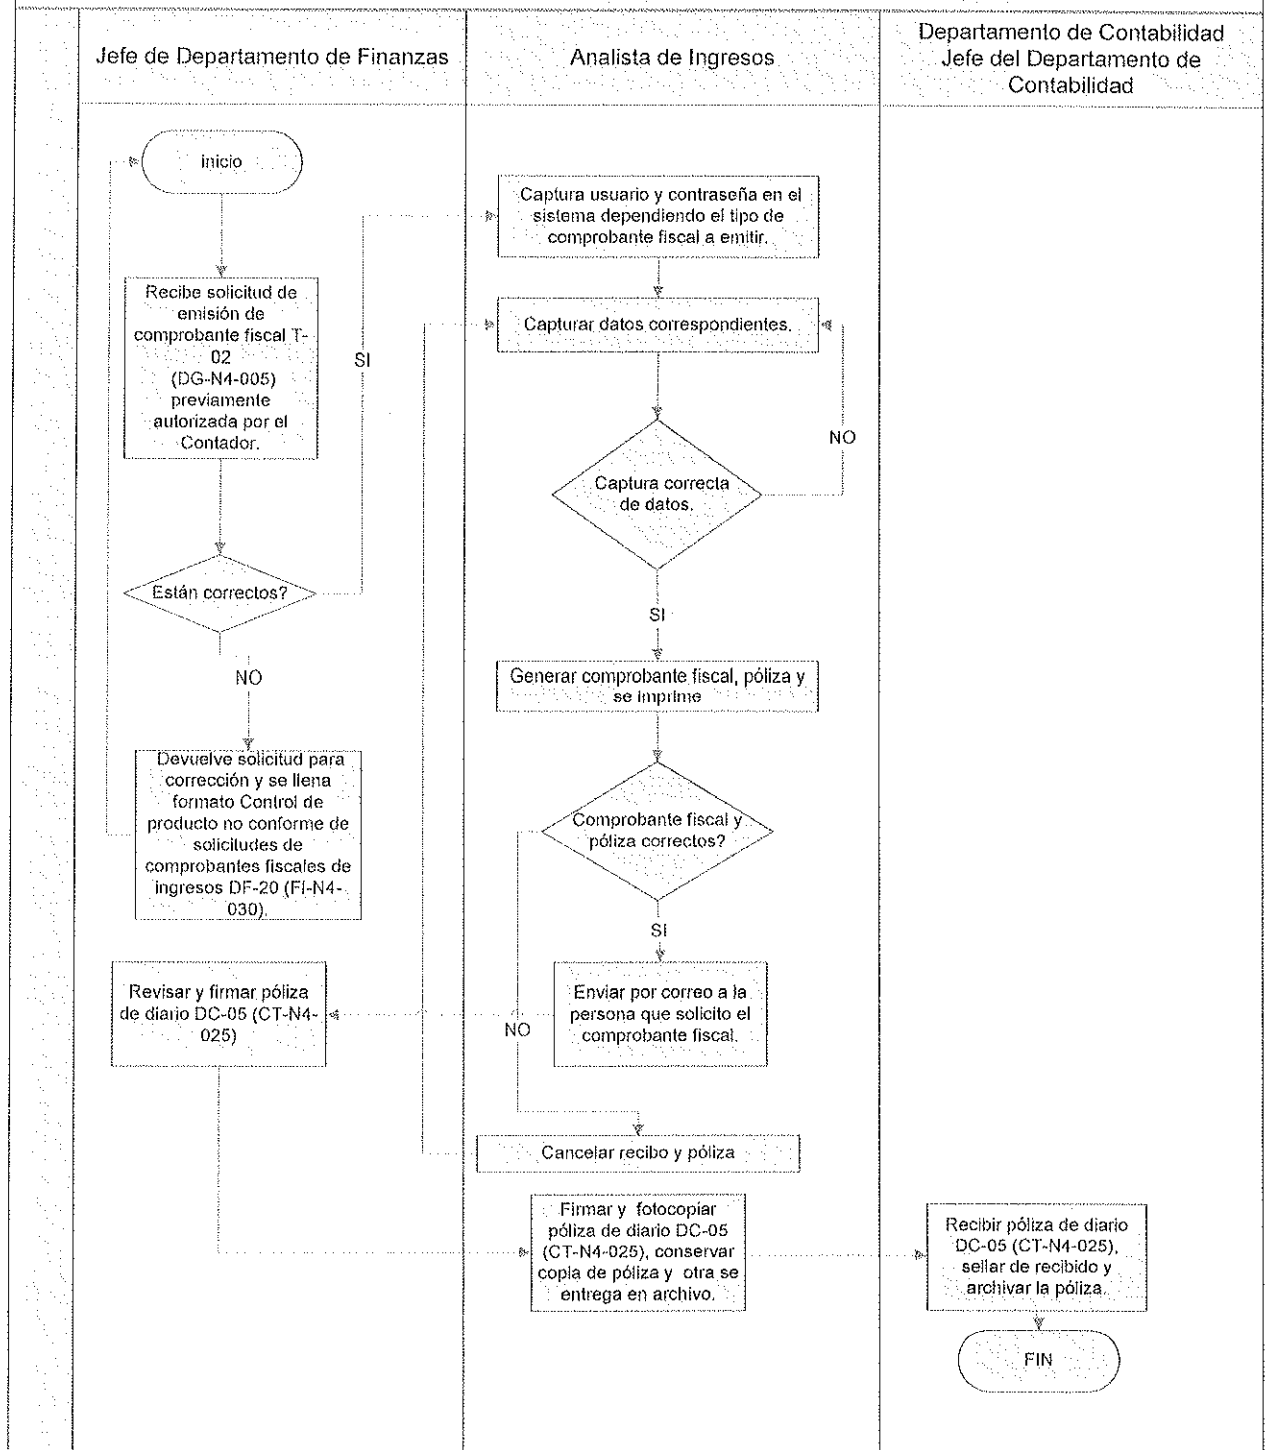 Jefe de Departamento de Finanzas
Analista de Ingresos
Departamento de Contabilidad
Jefe del Departamento de
Contabilidad
inicio
Recibe solicitud de
emisión de
comprobante fiscal T-
02
(DG-N4-005)
previamente
autorizada por el
Contador.
Están correctos?
SI
NO
Devuelve solicitud para
corrección y se llena
formato Control de
producto no conforme de
solicitudes de
comprobantes fiscales de
ingresos DF-20 (FI-N4-
030).
Captura usuario y contraseña en el
sistema dependiendo el tipo de
comprobante fiscal a emitir.
Capturar datos correspondientes.
Captura correcta
de datos.
NO
SI
Generar comprobante fiscal, póliza y
se imprime
Comprobante fiscal y
póliza correctos?
SI
NO
Enviar por correo a la
persona que solicito el
comprobante fiscal.
Revisar y firmar póliza
de diario DC-05 (CT-N4-
025)
Cancelar recibo y póliza
Firmar y fotocopiar
póliza de diario DC-05
(CT-N4-025), conservar
copia de póliza y otra se
entrega en archivo.
Recibir póliza de diario
DC-05 (CT-N4-025),
sellar de recibido y
archivar la póliza.
FIN